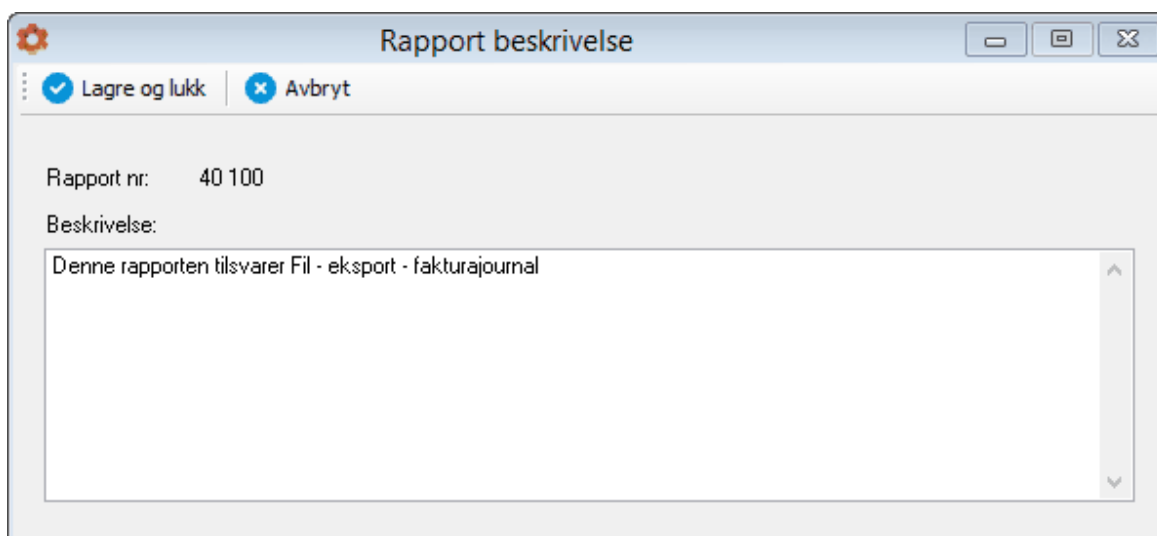 Rapport beskrivelse
Lagre og lukk Avbryt
Rapport nr: 40 100
Beskrivelse:
Denne rapporten tilsvarer Fil - eksport - fakturajournal